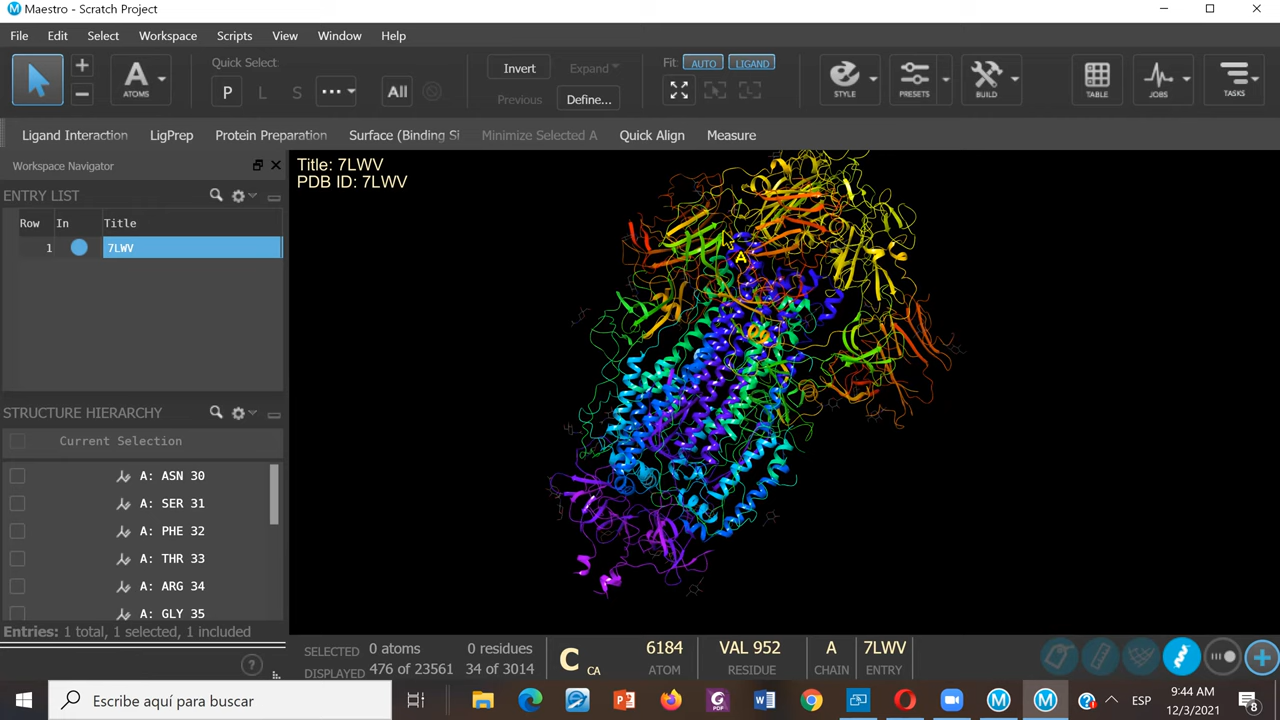 Maestro - Scratch Project
File Edit Select Workspace Scripts View Window Help
A
ATOMS
Quick Select
P L S ... All
Invert
Expand
Previous
Define...
Fit: AUTO LIGAND
STYLE
PRESETS
BUILD
TABLE
JOBS
TASKS
Ligand Interaction LigPrep Protein Preparation Surface (Binding Si Minimize Selected A Quick Align Measure
Workspace Navigator
ENTRY LIST
Row In Title
1 7LWV
STRUCTURE HIERARCHY
Current Selection
A: ASN 30
A: SER 31
A: PHE 32
A: THR 33
A: ARG 34
A: GLY 35
Entries: 1 total, 1 selected, 1 included
?
Title: 7LWV
PDB ID: 7LWV
A
SELECTED 0 atoms 0 residues
DISPLAYED 476 of 23561 34 of 3014
C CA
6184
ATOM
VAL 952
RESIDUE
A
CHAIN
7LWV
ENTRY
Escribe aquí para buscar
ESP
9:44 AM
12/3/2021
8